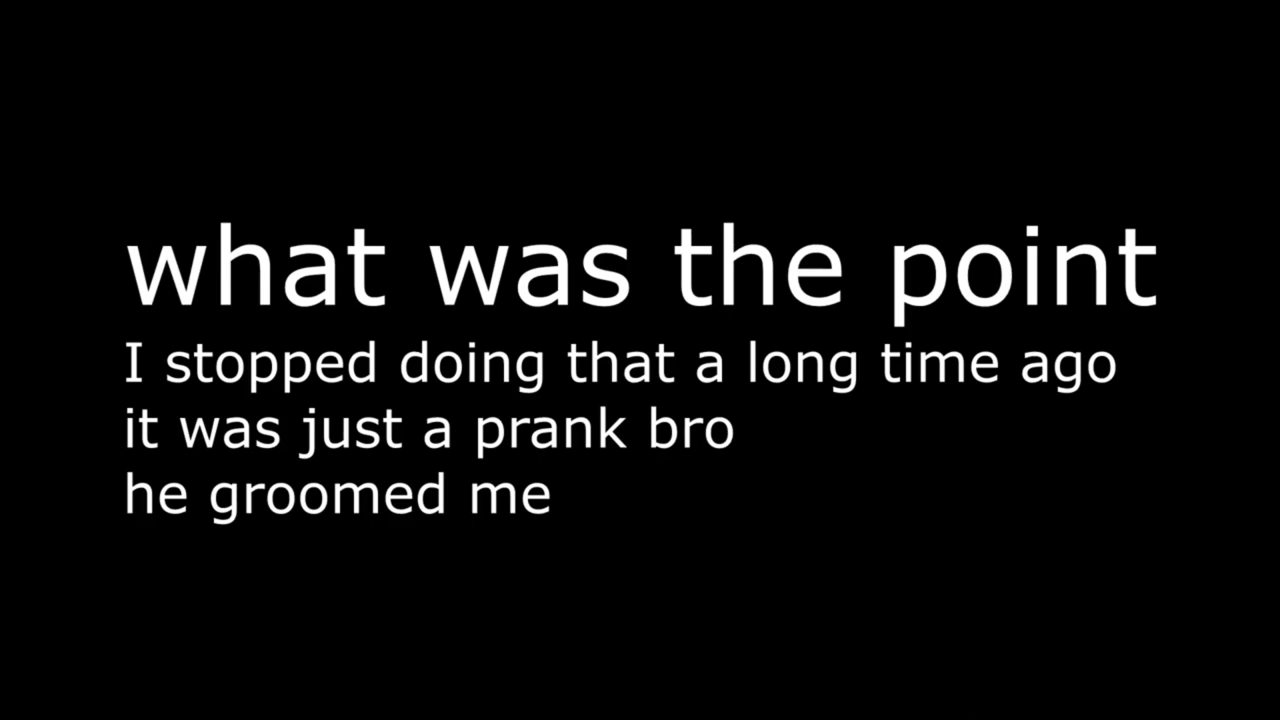 what was the point
I stopped doing that a long time ago
it was just a prank bro
he groomed me